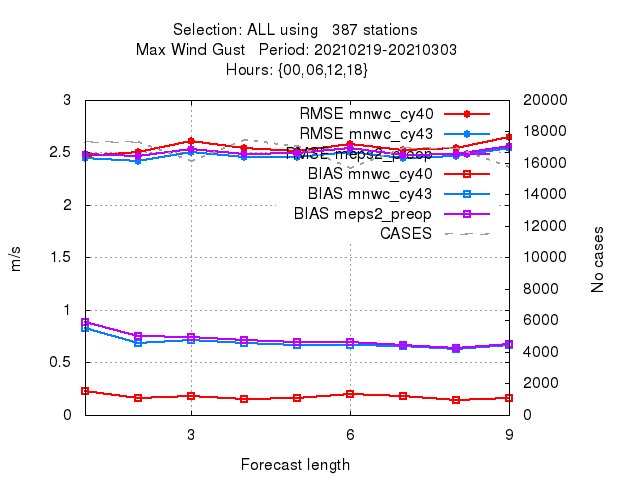 Selection: ALL using 387 stations
Max Wind Gust Period: 20210219-20210303
Hours: {00,06,12,18}
RMSE mnwc_cy40
RMSE mnwc_cy43
RMSE meps2_preop
BIAS mnwc_cy40
BIAS mnwc_cy43
BIAS meps2_preop
CASES
3
2.5
2
1.5
1
0.5
0
m/s
20000
18000
16000
14000
12000
10000
8000
6000
4000
2000
0
No cases
3
6
9
Forecast length